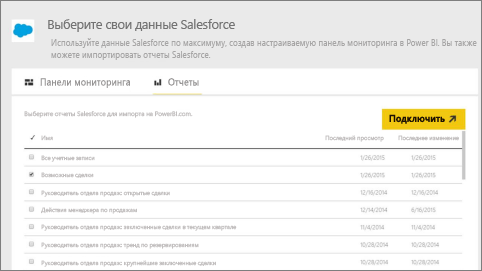 Выберите свои данные Salesforce
Используйте данные Salesforce по максимуму, создав настраиваемую панель мониторинга в Power BI. Вы также
можете импортировать отчеты Salesforce.
Панели мониторинга Отчеты
Выберите отчеты Salesforce для импорта на PowerBI.com.
Подключить
Имя Последний просмотр Последнее изменение
Все учетные записи 1/26/2015 1/26/2015
Возможные сделки 1/26/2015 1/26/2015
Руководитель отдела продаж: открытые сделки 12/16/2014 12/16/2014
Действия менеджера по продажам 12/14/2014 6/16/2015
Руководитель отдела продаж: заключенные сделки в текущем квартале 11/4/2014 11/4/2014
Руководитель отдела продаж: тренд по резервированиям 10/28/2014 10/28/2014
Руководитель отдела продаж: крупнейшие заключенные сделки 10/28/2014 10/28/2014